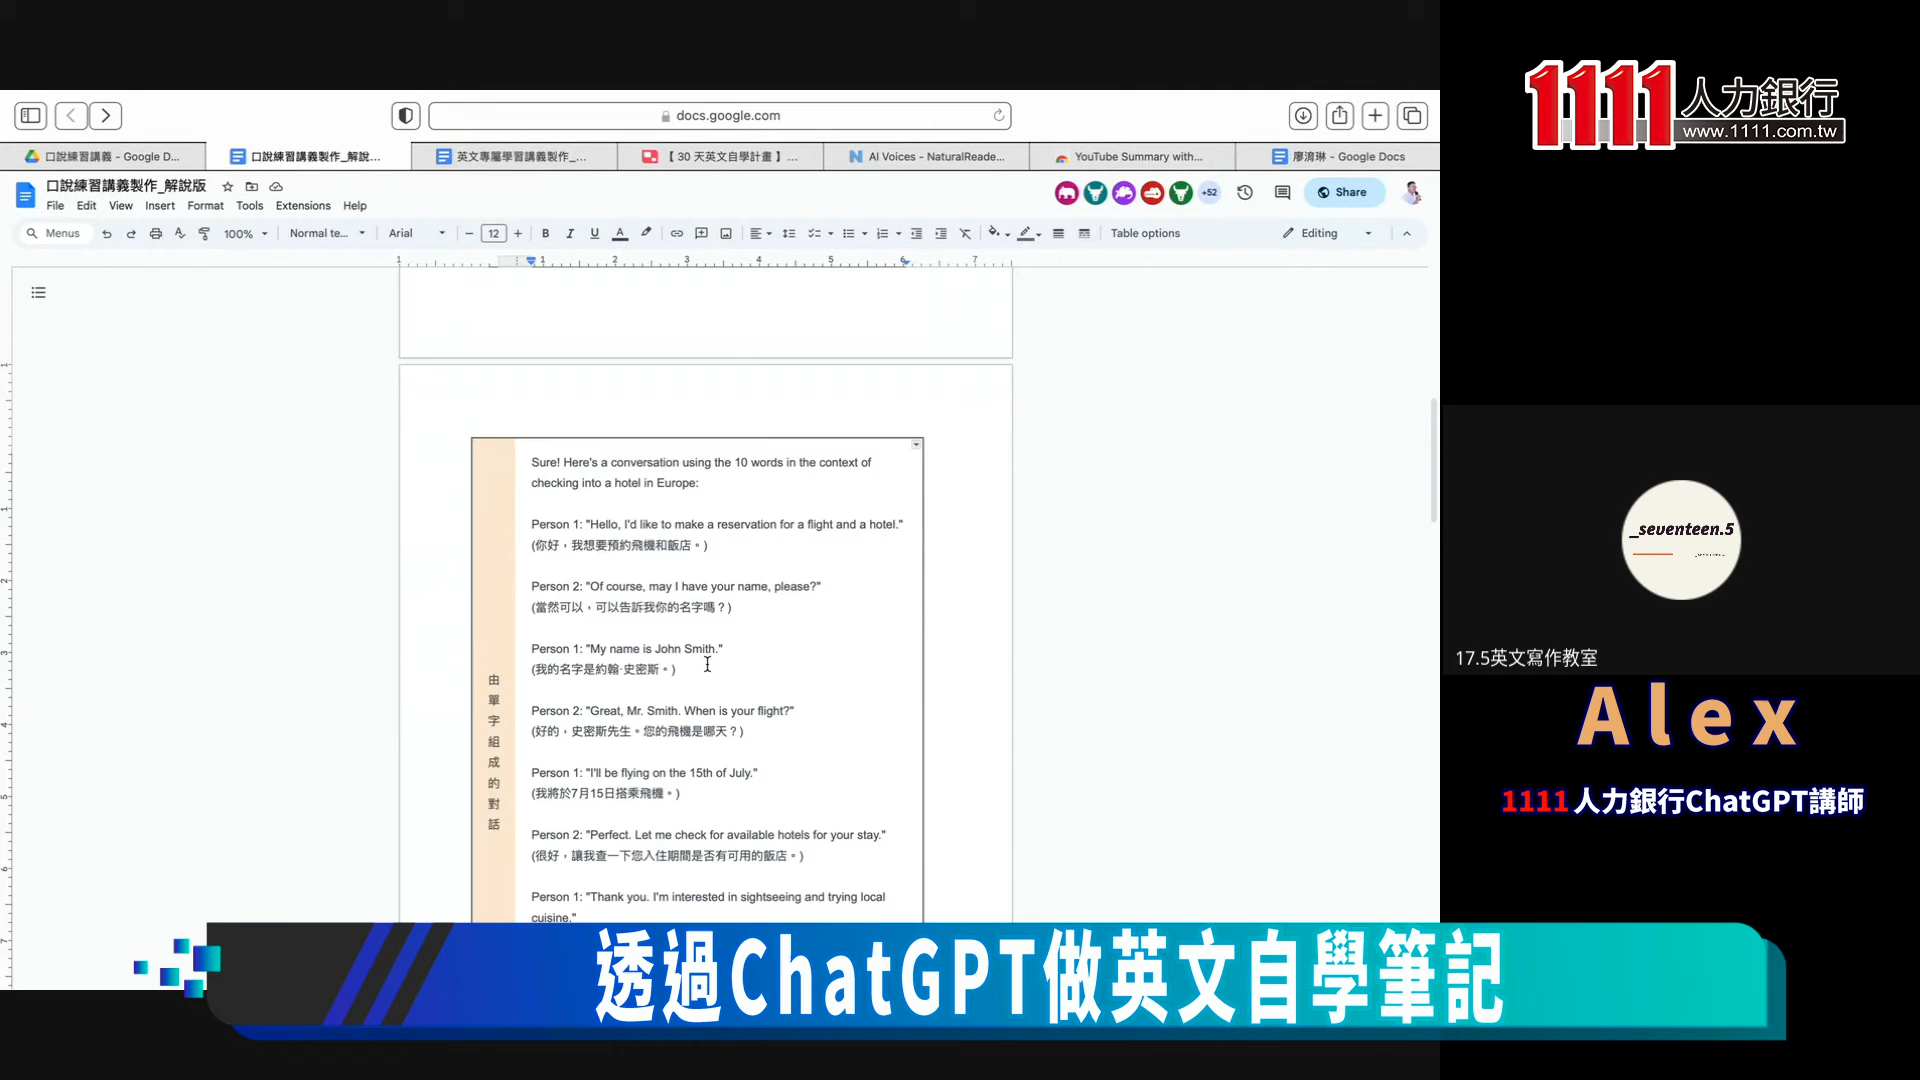 docs.google.com
口說練習講義 - Google D...
口說練習講義製作_解說...
英文專屬學習講義製作_...
【 30 天英文自學計畫 】...
AI Voices - NaturalReade...
YouTube Summary with...
廖淯琳 - Google Docs
口說練習講義製作_解說版
File Edit View Insert Format Tools Extensions Help
+52
Share
Menus
100%
Normal te...
Arial
12
B I U A
Table options
Editing
1 1 2 3 4 5 6 7
Sure! Here's a conversation using the 10 words in the context of
checking into a hotel in Europe:
Person 1: "Hello, I'd like to make a reservation for a flight and a hotel."
(你好，我想要預約飛機和飯店。)
Person 2: "Of course, may I have your name, please?"
(當然可以，可以告訴我你的名字嗎？)
Person 1: "My name is John Smith."
(我的名字是約翰·史密斯。)
Person 2: "Great, Mr. Smith. When is your flight?"
(好的，史密斯先生。您的飛機是哪天？)
Person 1: "I'll be flying on the 15th of July."
(我將於7月15日搭乘飛機。)
Person 2: "Perfect. Let me check for available hotels for your stay."
(很好，讓我查一下您入住期間是否有可用的飯店。)
Person 1: "Thank you. I'm interested in sightseeing and trying local
cuisine."
由單字組成的對話
1111人力銀行
www.1111.com.tw
_seventeen.5
17.5英文寫作教室
Alex
1111人力銀行ChatGPT講師
透過ChatGPT做英文自學筆記